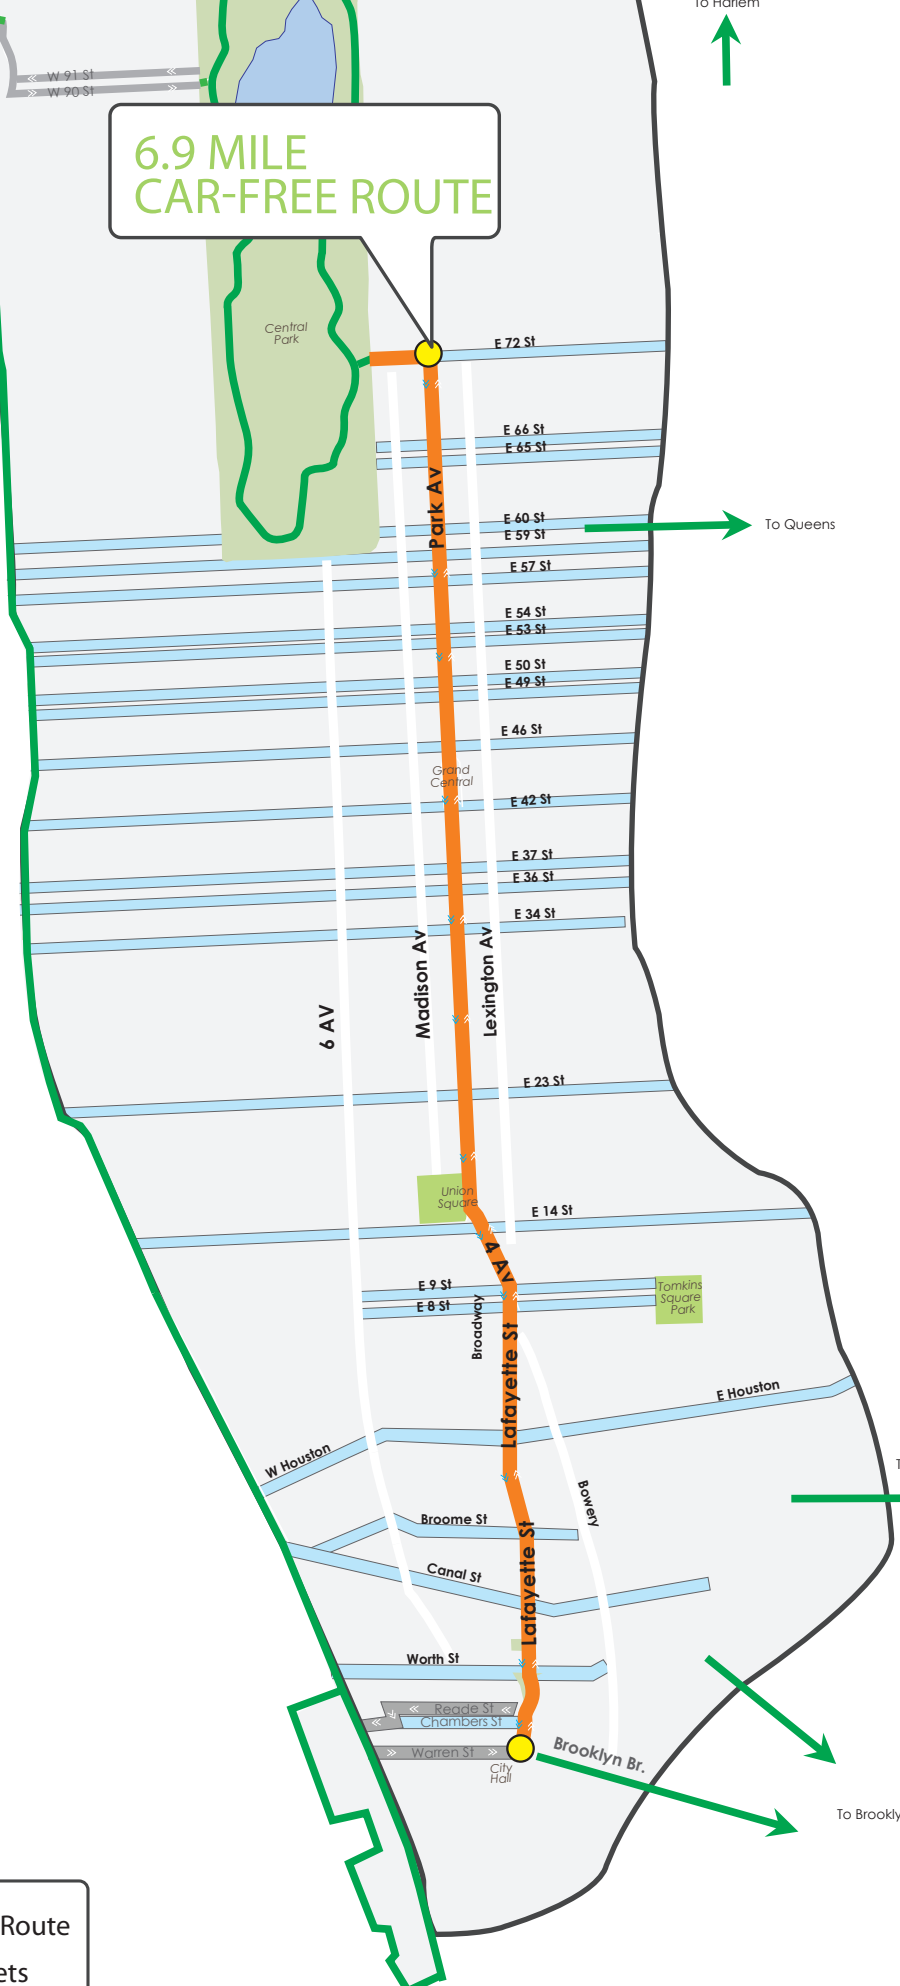 To Harlem
W 91 St
W 90 St
6.9 MILE
CAR-FREE ROUTE
Central
Park
E 72 St
E 66 St
E 65 St
Park Av
E 60 St
E 59 St
To Queens
E 57 St
E 54 St
E 53 St
E 50 St
E 49 St
E 46 St
Grand
Central
E 42 St
E 37 St
E 36 St
E 34 St
6 AV
Madison Av
Lexington Av
E 23 St
Union
Square
E 14 St
4 Av
E 9 St
E 8 St
Tomkins
Square
Park
Broadway
Lafayette St
E Houston
W Houston
Bowery
Broome St
Canal St
Lafayette St
Worth St
Reade St
Chambers St
Warren St
City
Hall
Brooklyn Br.
To Brookly
Route
ets